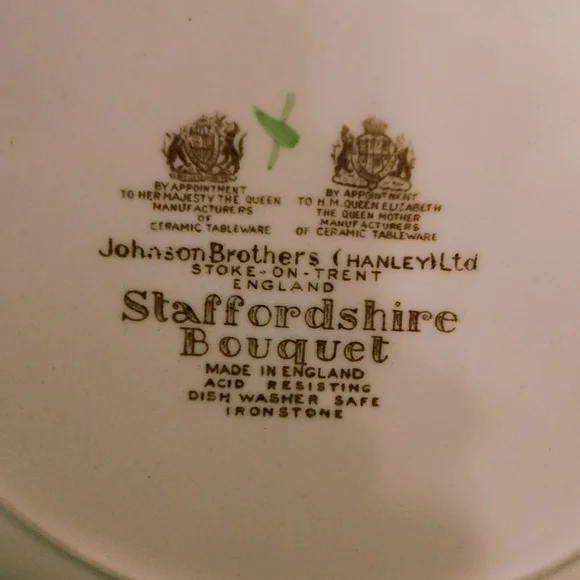 BY APPOINTMENT
TO HER MAJESTY THE QUEEN
MANUFACTURERS
OF
CERAMIC TABLEWARE
BY APPOINTMENT
TO H.M. QUEEN ELIZABETH
THE QUEEN MOTHER
MANUFACTURERS
OF CERAMIC TABLEWARE
Johnson Brothers (HANLEY) Ltd
STOKE-ON-TRENT
ENGLAND
Staffordshire
Bouquet
MADE IN ENGLAND
ACID RESISTING
DISH WASHER SAFE
IRONSTONE